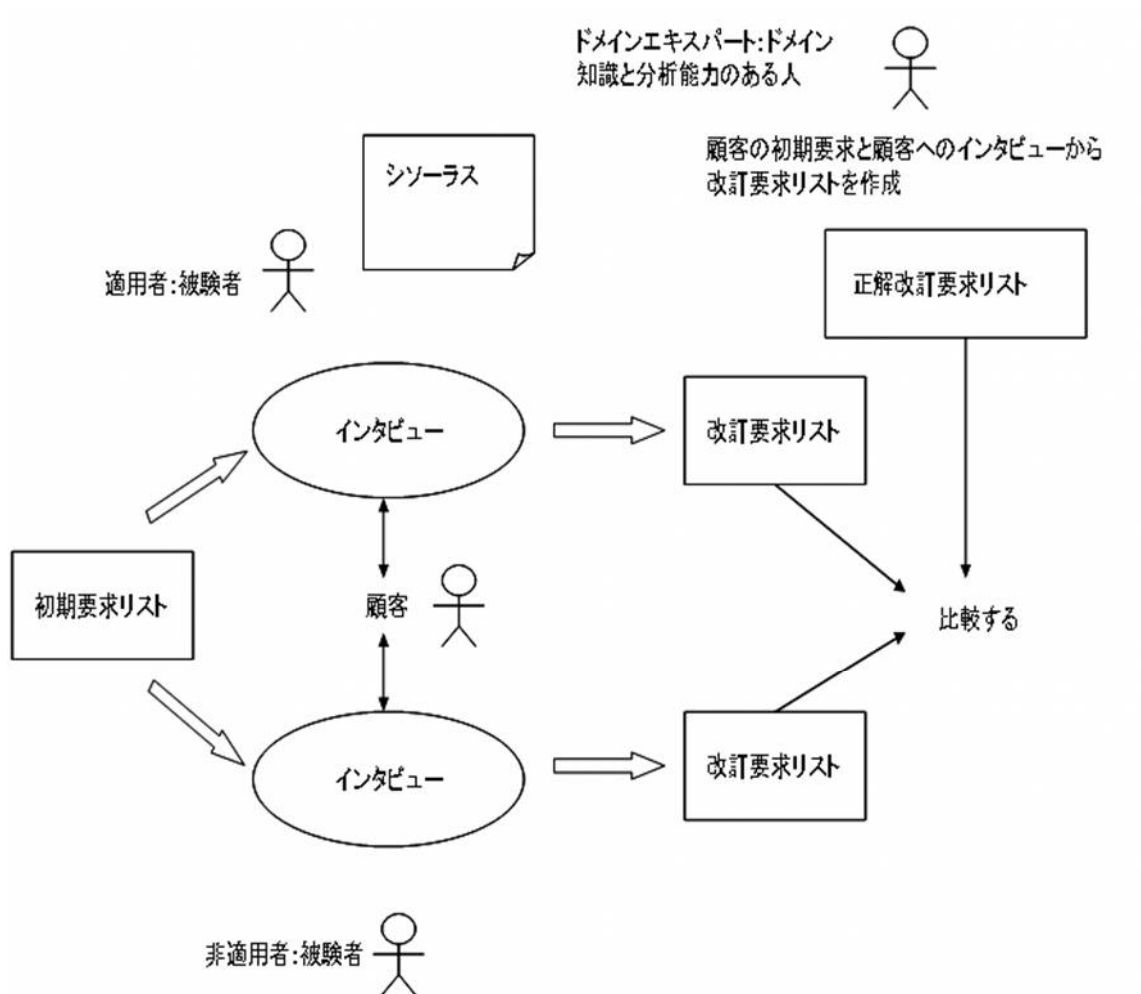 ドメインエキスパート:ドメイン
知識と分析能力のある人
顧客の初期要求と顧客へのインタビューから
改訂要求リストを作成
シソーラス
適用者:被験者
正解改訂要求リスト
インタビュー
改訂要求リスト
初期要求リスト
顧客
比較する
インタビュー
改訂要求リスト
非適用者:被験者